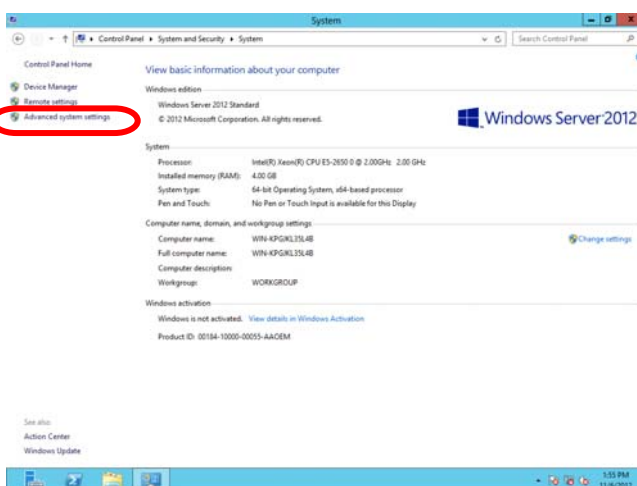 System
Control Panel ▸ System and Security ▸ System
Search Control Panel
Control Panel Home
Device Manager
Remote settings
Advanced system settings
View basic information about your computer
Windows edition
Windows Server 2012 Standard
© 2012 Microsoft Corporation. All rights reserved.
Windows Server 2012
System
Processor: Intel(R) Xeon(R) CPU E5-2650 0 @ 2.00GHz 2.00 GHz
Installed memory (RAM): 4.00 GB
System type: 64-bit Operating System, x64-based processor
Pen and Touch: No Pen or Touch Input is available for this Display
Computer name, domain, and workgroup settings
Computer name: WIN-KPGJKL35L4B
Change settings
Full computer name: WIN-KPGJKL35L4B
Computer description:
Workgroup: WORKGROUP
Windows activation
Windows is not activated. View details in Windows Activation
Product ID: 00184-10000-00055-AAOEM
See also
Action Center
Windows Update
1:55 PM